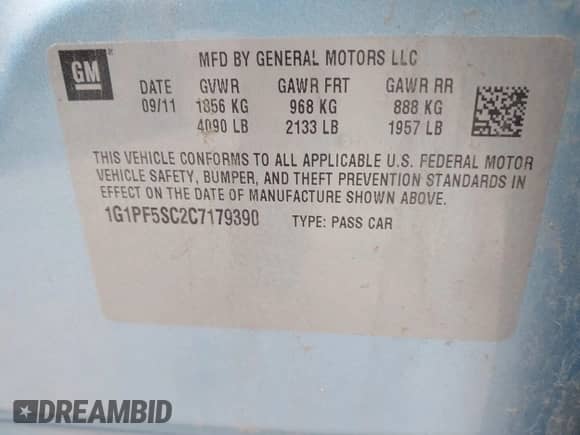 GM
MFD BY GENERAL MOTORS LLC
DATE GVWR GAWR FRT GAWR RR
09/11 1856 KG 968 KG 888 KG
4090 LB 2133 LB 1957 LB
THIS VEHICLE CONFORMS TO ALL APPLICABLE U.S. FEDERAL MOTOR
VEHICLE SAFETY, BUMPER, AND THEFT PREVENTION STANDARDS IN
EFFECT ON THE DATE OF MANUFACTURE SHOWN ABOVE.
1G1PF5SC2C7179390 TYPE: PASS CAR
DREAMBID